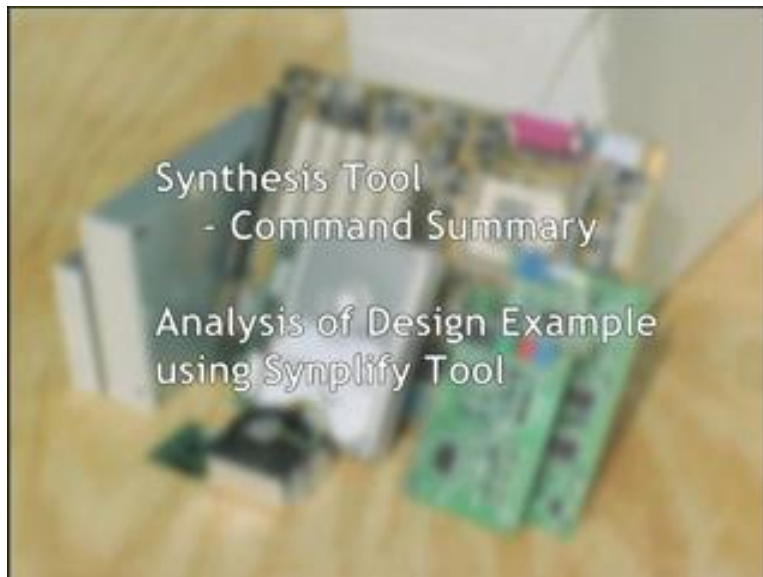 Synthesis Tool
- Command Summary
Analysis of Design Example
using Synplify Tool